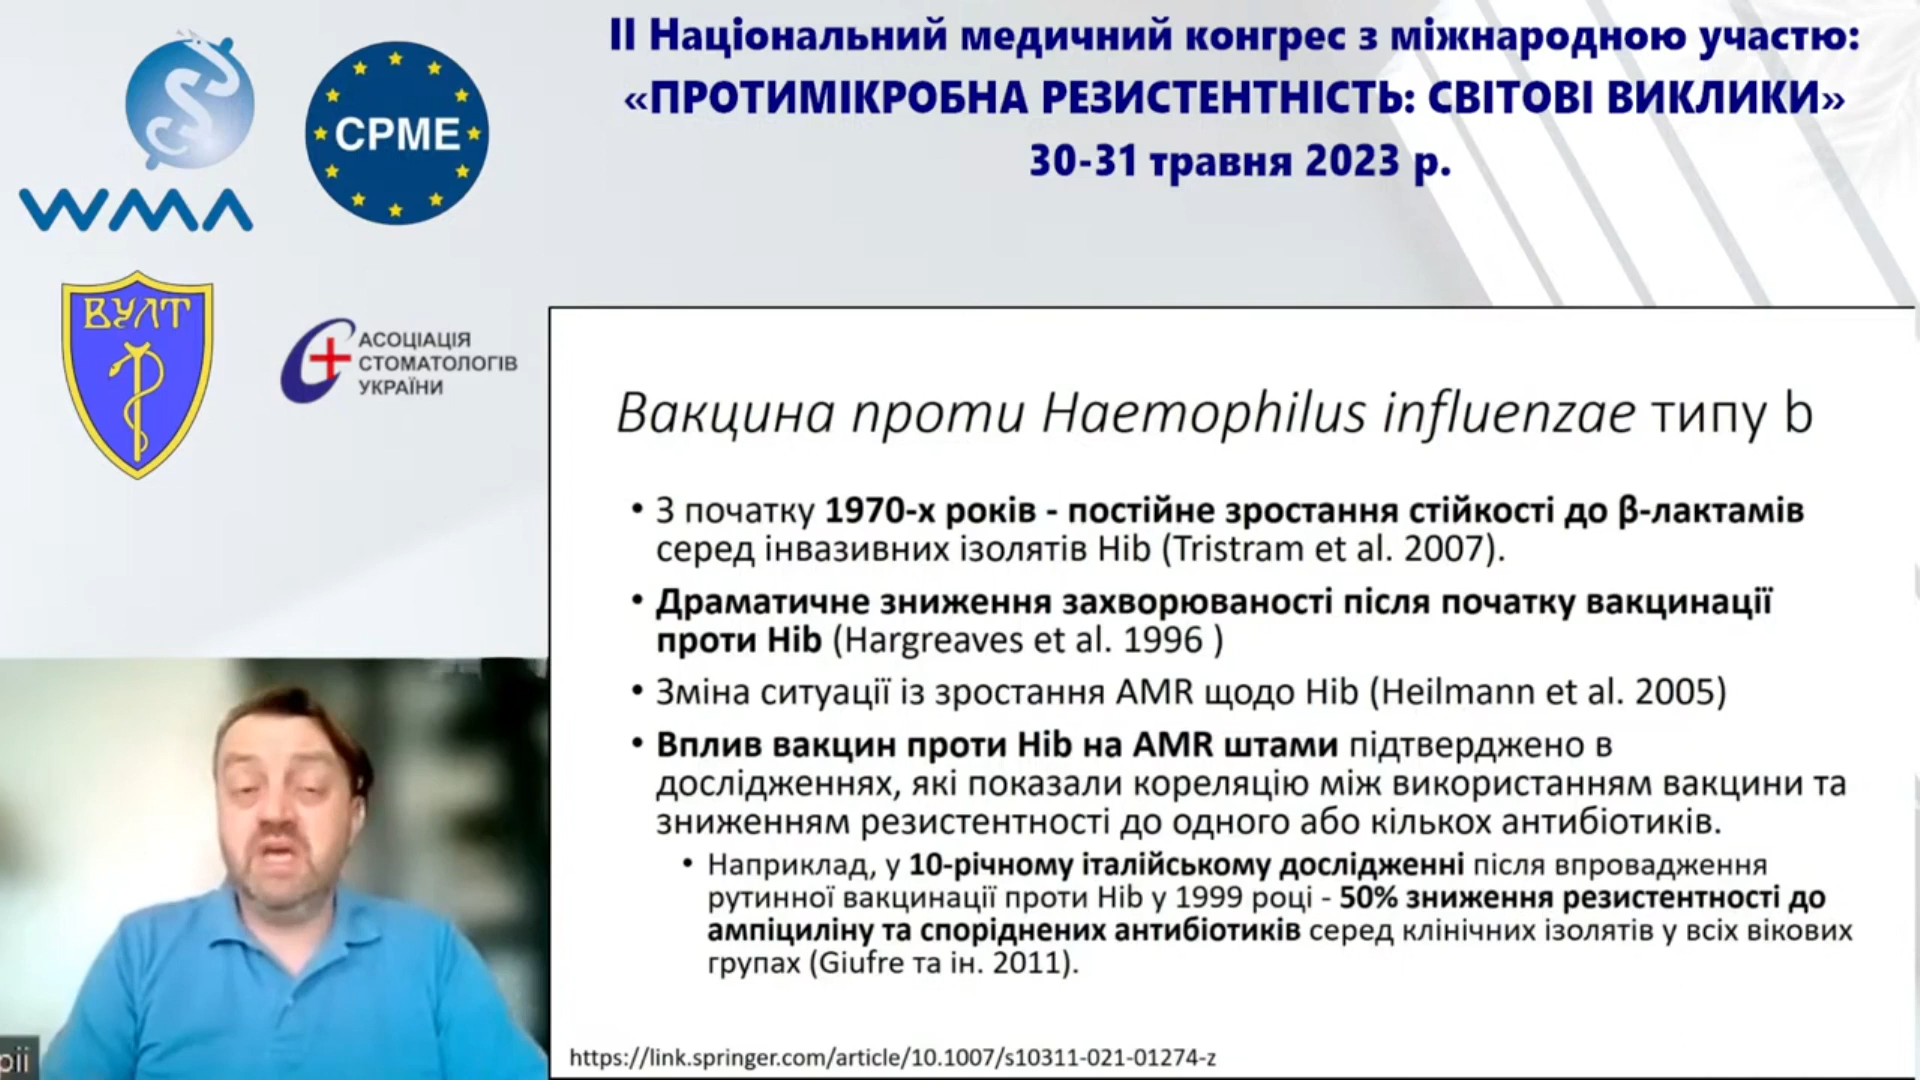 II Національний медичний конгрес з міжнародною участю:
«ПРОТИМІКРОБНА РЕЗИСТЕНТНІСТЬ: СВІТОВІ ВИКЛИКИ»
30-31 травня 2023 р.
WMA
CPME
ВУЛТ
АСОЦІАЦІЯ
СТОМАТОЛОГІВ
УКРАЇНИ
Вакцина проти Haemophilus influenzae типу b
• З початку 1970-х років - постійне зростання стійкості до β-лактамів
серед інвазивних ізолятів Hib (Tristram et al. 2007).
• Драматичне зниження захворюваності після початку вакцинації
проти Hib (Hargreaves et al. 1996 )
• Зміна ситуації із зростання AMR щодо Hib (Heilmann et al. 2005)
• Вплив вакцин проти Hib на AMR штами підтверджено в
дослідженнях, які показали кореляцію між використанням вакцини та
зниженням резистентності до одного або кількох антибіотиків.
• Наприклад, у 10-річному італійському дослідженні після впровадження
рутинної вакцинації проти Hib у 1999 році - 50% зниження резистентності до
ампіциліну та споріднених антибіотиків серед клінічних ізолятів у всіх вікових
групах (Giufre та ін. 2011).
https://link.springer.com/article/10.1007/s10311-021-01274-z